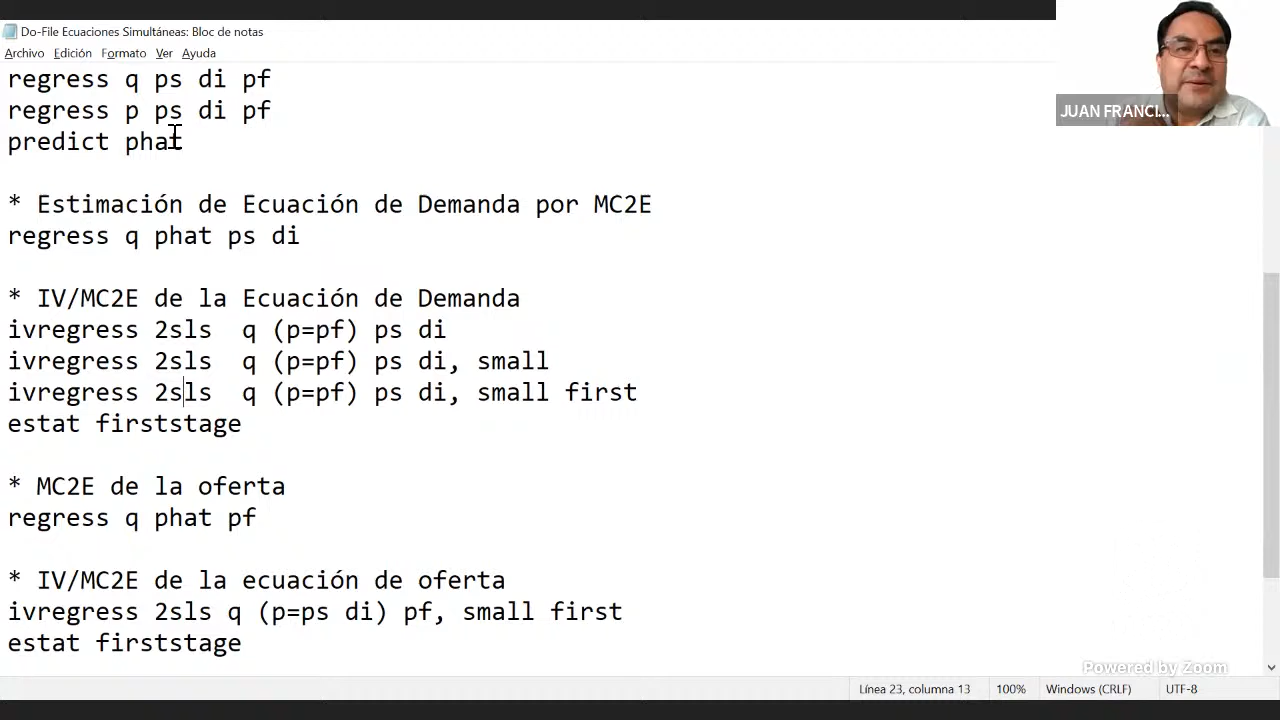 Do-File Ecuaciones Simultáneas: Bloc de notas
Archivo Edición Formato Ver Ayuda
regress q ps di pf
regress p ps di pf
predict phat
* Estimación de Ecuación de Demanda por MC2E
regress q phat ps di
* IV/MC2E de la Ecuación de Demanda
ivregress 2sls  q (p=pf) ps di
ivregress 2sls  q (p=pf) ps di, small
ivregress 2sls  q (p=pf) ps di, small first
estat firststage
* MC2E de la oferta
regress q phat pf
* IV/MC2E de la ecuación de oferta
ivregress 2sls q (p=ps di) pf, small first
estat firststage
JUAN FRANCI...
Powered by Zoom
Línea 23, columna 13 100% Windows (CRLF) UTF-8